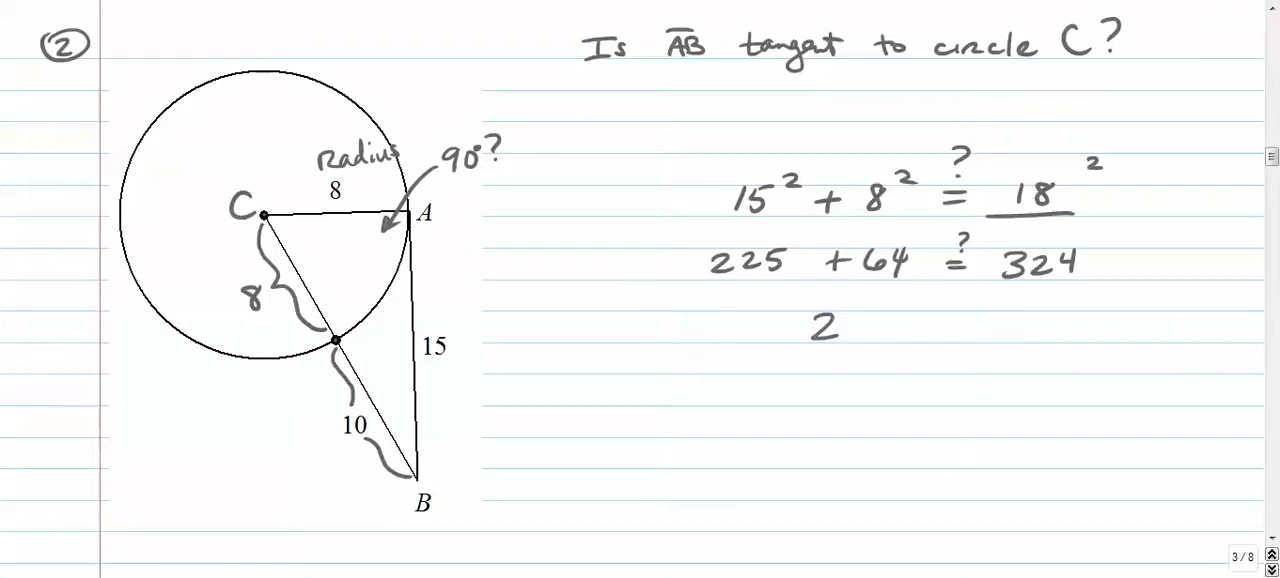 ② Is A̅B̅ tangent to circle C?
Radius
90°?
8
C
A
15² + 8² ≟ 18²
225 + 64 ≟ 324
8
2
15
10
B
3 / 8